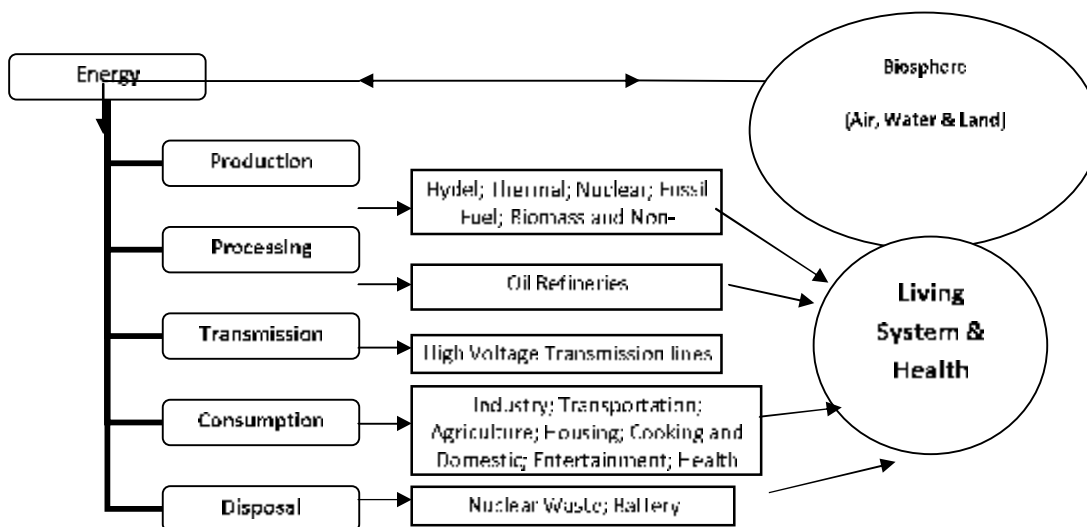 Energy
Biosphere
(Air, Water & Land)
Production
Hydel; Thermal; Nuclear; Fossil
Fuel; Biomass and Non-
Processing
Oil Refineries
Living
System &
Health
Transmission
High Voltage Transmission lines
Consumption
Industry; Transportation;
Agriculture; Housing; Cooking and
Domestic; Entertainment; Health
Disposal
Nuclear Waste; Battery